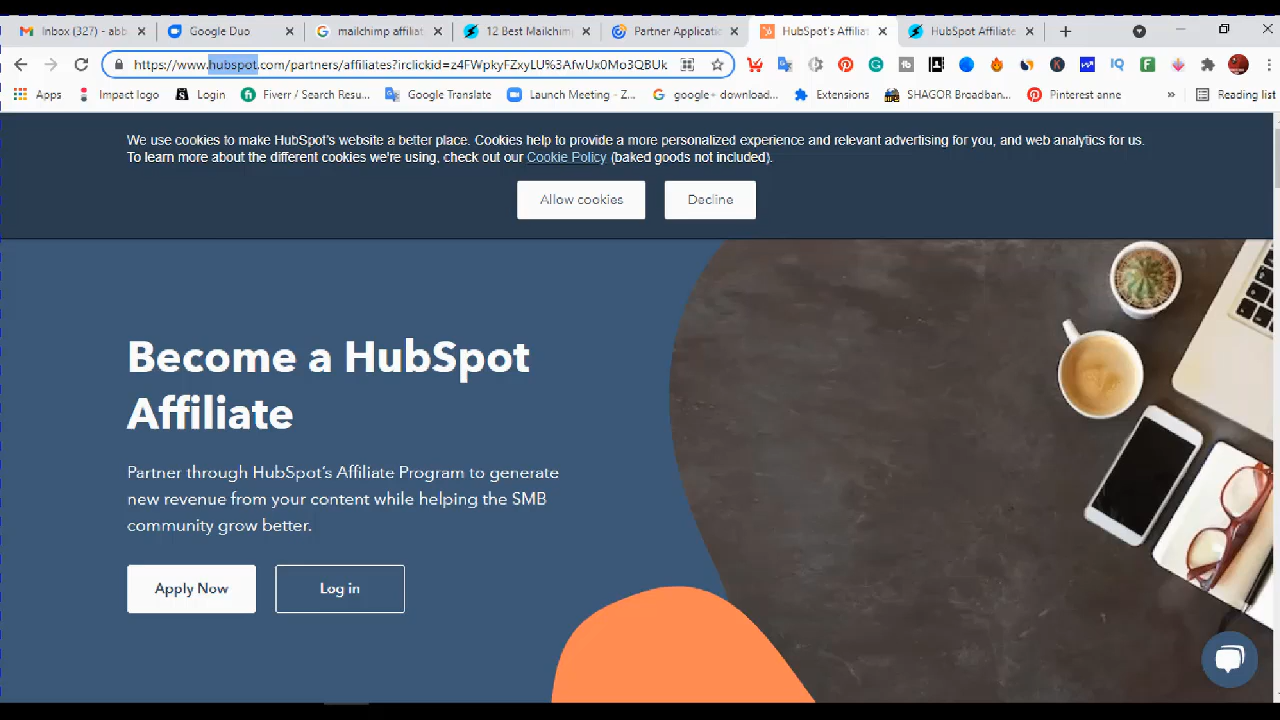 Inbox (327) - abb
Google Duo
mailchimp affiliat
12 Best Mailchimp
Partner Applicatio
HubSpot's Affilia
HubSpot Affiliate
https://www.hubspot.com/partners/affiliates?irclickid=z4FWpkyFZxyLU%3AfwUx0Mo3QBUk
Apps
Impact logo
Login
Fiverr / Search Resu...
Google Translate
Launch Meeting - Z...
google+ download...
Extensions
SHAGOR Broadban...
Pinterest anne
»
Reading list
We use cookies to make HubSpot's website a better place. Cookies help to provide a more personalized experience and relevant advertising for you, and web analytics for us.
To learn more about the different cookies we're using, check out our Cookie Policy (baked goods not included).
Allow cookies
Decline
Become a HubSpot
Affiliate
Partner through HubSpot's Affiliate Program to generate
new revenue from your content while helping the SMB
community grow better.
Apply Now
Log in